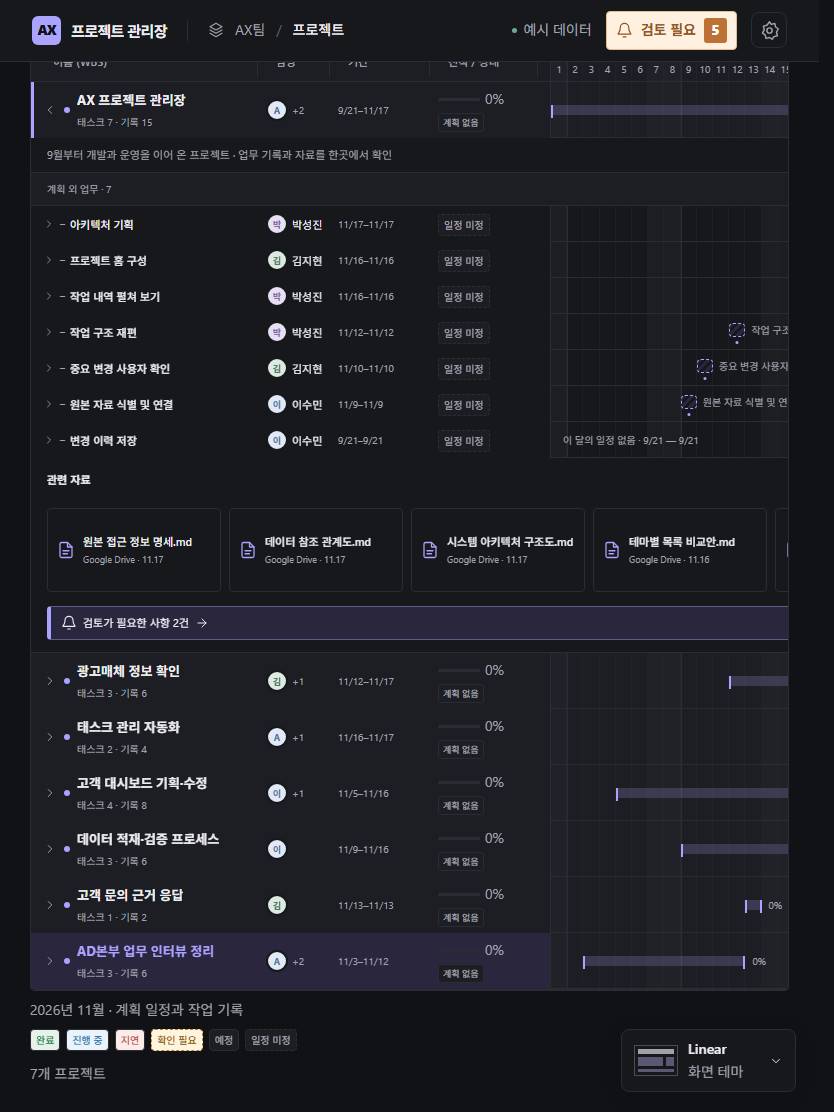 AX 프로젝트 관리장 AX팀 / 프로젝트 예시 데이터 검토 필요 5
1 2 3 4 5 6 7 8 9 10 11 12 13 14 15
AX 프로젝트 관리장 A +2 9/21–11/17 0%
태스크 7 · 기록 15 계획 없음
9월부터 개발과 운영을 이어 온 프로젝트 · 업무 기록과 자료를 한곳에서 확인
계획 외 업무 · 7
– 아키텍처 기획 박 박성진 11/17–11/17 일정 미정
– 프로젝트 홈 구성 김 김지현 11/16–11/16 일정 미정
– 작업 내역 펼쳐 보기 박 박성진 11/16–11/16 일정 미정
– 작업 구조 재편 박 박성진 11/12–11/12 일정 미정 작업 구조
– 중요 변경 사용자 확인 김 김지현 11/10–11/10 일정 미정 중요 변경 사용자
– 원본 자료 식별 및 연결 이 이수민 11/9–11/9 일정 미정 원본 자료 식별 및 연
– 변경 이력 저장 이 이수민 9/21–9/21 일정 미정 이 달의 일정 없음 · 9/21 — 9/21
관련 자료
원본 접근 정보 명세.md
Google Drive · 11.17
데이터 참조 관계도.md
Google Drive · 11.17
시스템 아키텍처 구조도.md
Google Drive · 11.17
테마별 목록 비교안.md
Google Drive · 11.16
검토가 필요한 사항 2건 →
광고매체 정보 확인 김 +1 11/12–11/17 0%
태스크 3 · 기록 6 계획 없음
태스크 관리 자동화 A +1 11/16–11/17 0%
태스크 2 · 기록 4 계획 없음
고객 대시보드 기획·수정 이 +1 11/5–11/16 0%
태스크 4 · 기록 8 계획 없음
데이터 적재·검증 프로세스 이 11/9–11/16 0%
태스크 3 · 기록 6 계획 없음
고객 문의 근거 응답 김 11/13–11/13 0% 0%
태스크 1 · 기록 2 계획 없음
AD본부 업무 인터뷰 정리 A +2 11/3–11/12 0% 0%
태스크 3 · 기록 6 계획 없음
2026년 11월 · 계획 일정과 작업 기록
완료 진행 중 지연 확인 필요 예정 일정 미정
7개 프로젝트
Linear
화면 테마